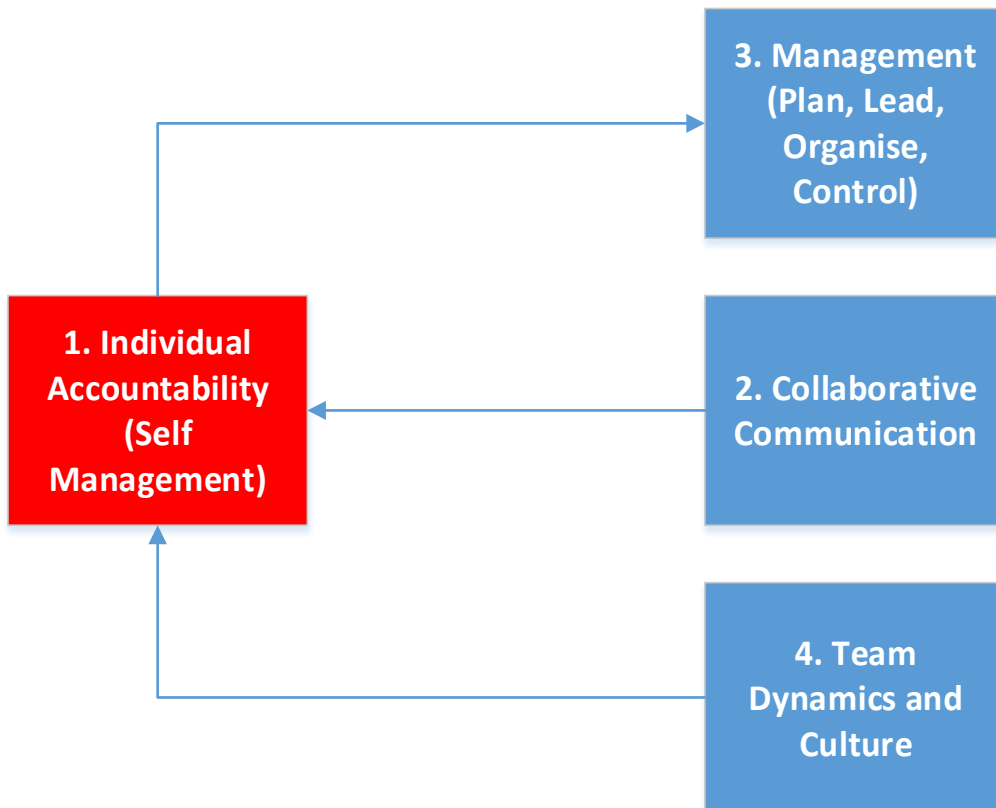 3. Management
(Plan, Lead,
Organise,
Control)
1. Individual
Accountability
(Self
Management)
2. Collaborative
Communication
4. Team
Dynamics and
Culture